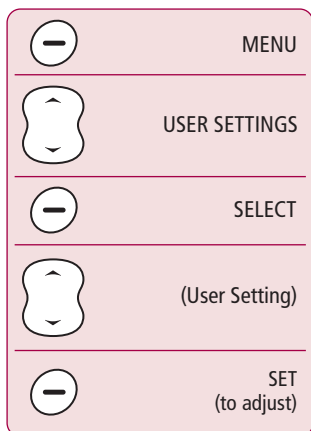 MENU
USER SETTINGS
SELECT
(User Setting)
SET
(to adjust)